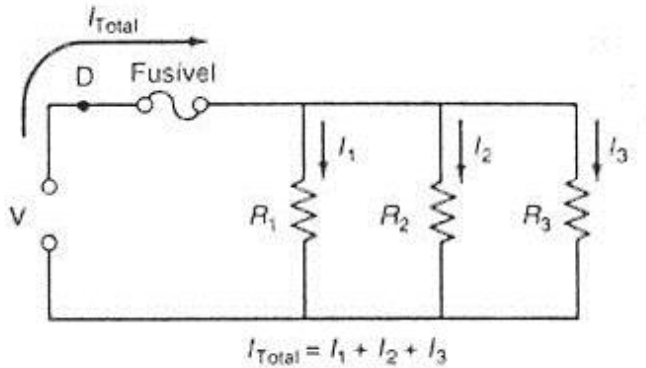 I_Total
D Fusível
I_1 I_2 I_3
V R_1 R_2 R_3
I_Total = I_1 + I_2 + I_3